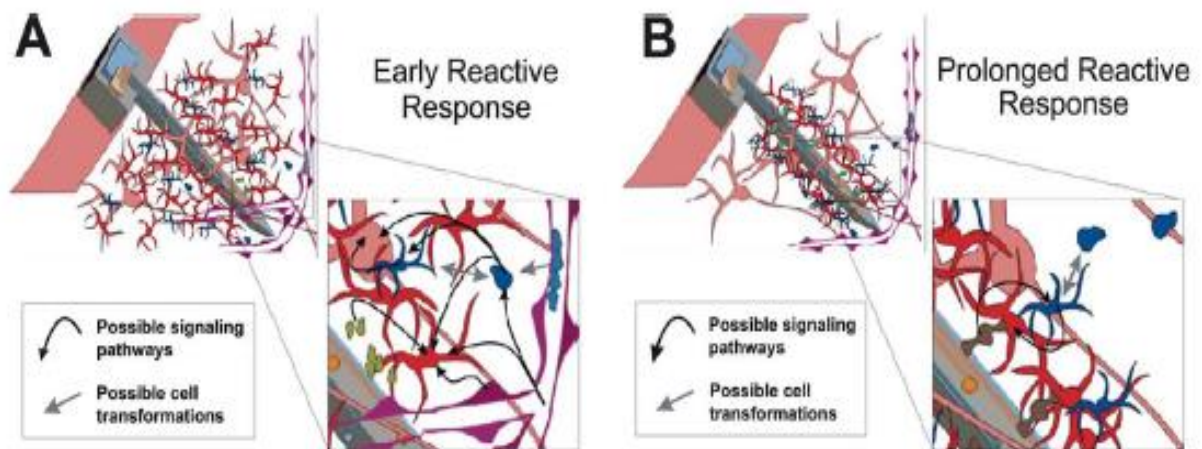 A
Early Reactive
Response
Possible signaling
pathways
Possible cell
transformations
B
Prolonged Reactive
Response
Possible signaling
pathways
Possible cell
transformations